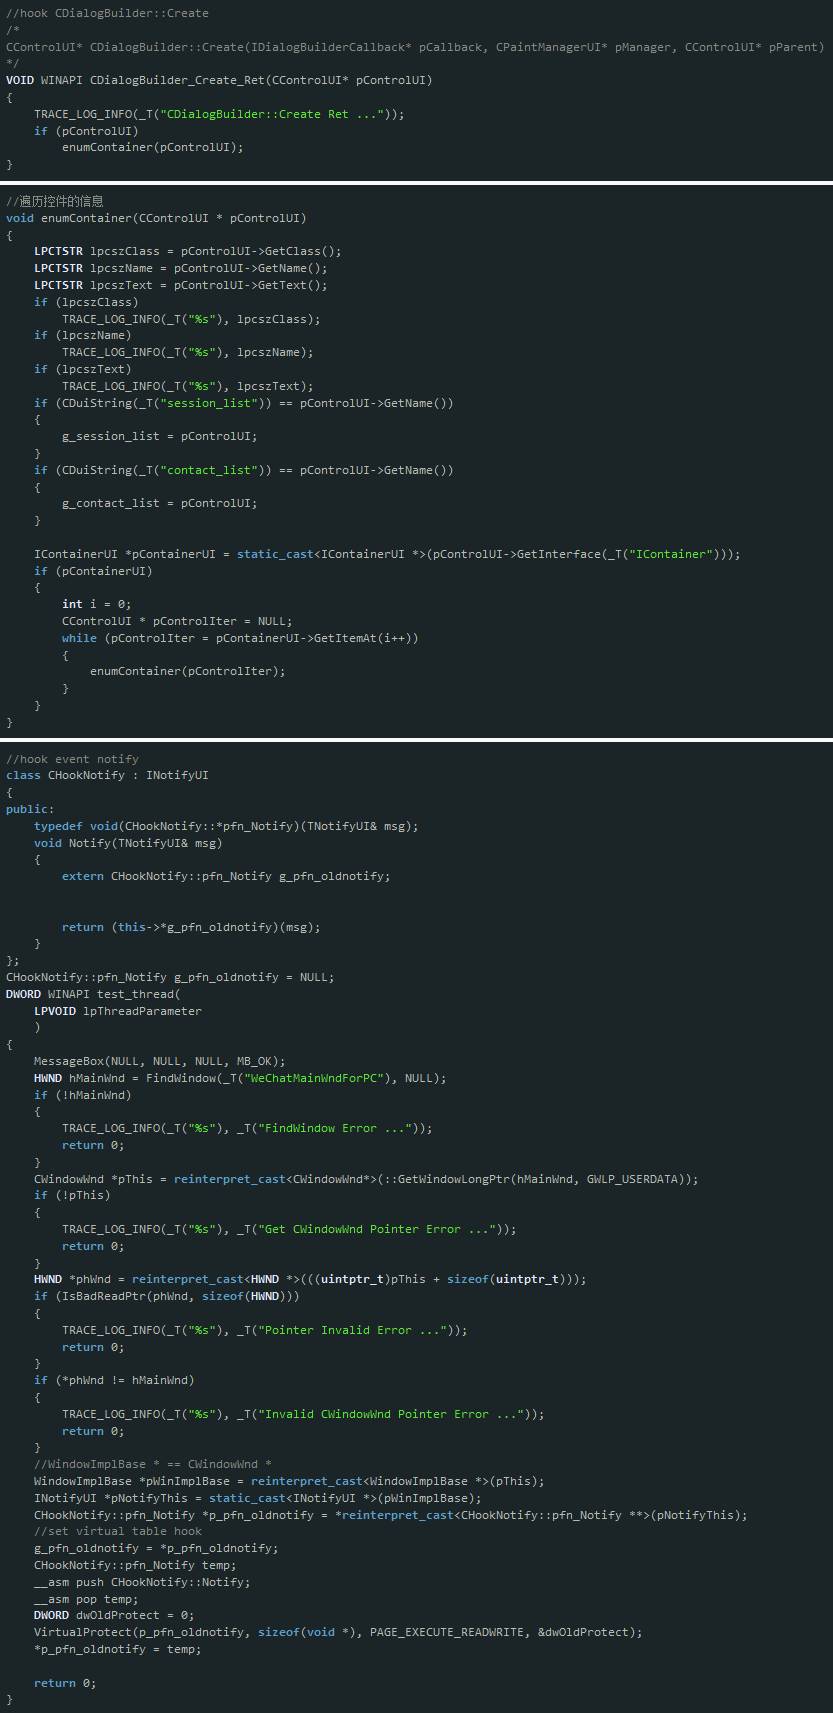 //hook CDialogBuilder::Create
/*
CControlUI* CDialogBuilder::Create(IDialogBuilderCallback* pCallback, CPaintManagerUI* pManager, CControlUI* pParent)
*/
VOID WINAPI CDialogBuilder_Create_Ret(CControlUI* pControlUI)
{
    TRACE_LOG_INFO(_T("CDialogBuilder::Create Ret ..."));
    if (pControlUI)
        enumContainer(pControlUI);
}
//遍历控件的信息
void enumContainer(CControlUI * pControlUI)
{
    LPCTSTR lpcszClass = pControlUI->GetClass();
    LPCTSTR lpcszName = pControlUI->GetName();
    LPCTSTR lpcszText = pControlUI->GetText();
    if (lpcszClass)
        TRACE_LOG_INFO(_T("%s"), lpcszClass);
    if (lpcszName)
        TRACE_LOG_INFO(_T("%s"), lpcszName);
    if (lpcszText)
        TRACE_LOG_INFO(_T("%s"), lpcszText);
    if (CDuiString(_T("session_list")) == pControlUI->GetName())
    {
        g_session_list = pControlUI;
    }
    if (CDuiString(_T("contact_list")) == pControlUI->GetName())
    {
        g_contact_list = pControlUI;
    }
    IContainerUI *pContainerUI = static_cast<IContainerUI *>(pControlUI->GetInterface(_T("IContainer")));
    if (pContainerUI)
    {
        int i = 0;
        CControlUI * pControlIter = NULL;
        while (pControlIter = pContainerUI->GetItemAt(i++))
        {
            enumContainer(pControlIter);
        }
    }
}
//hook event notify
class CHookNotify : INotifyUI
{
public:
    typedef void(CHookNotify::*pfn_Notify)(TNotifyUI& msg);
    void Notify(TNotifyUI& msg)
    {
        extern CHookNotify::pfn_Notify g_pfn_oldnotify;
        return (this->*g_pfn_oldnotify)(msg);
    }
};
CHookNotify::pfn_Notify g_pfn_oldnotify = NULL;
DWORD WINAPI test_thread(
    LPVOID lpThreadParameter
    )
{
    MessageBox(NULL, NULL, NULL, MB_OK);
    HWND hMainWnd = FindWindow(_T("WeChatMainWndForPC"), NULL);
    if (!hMainWnd)
    {
        TRACE_LOG_INFO(_T("%s"), _T("FindWindow Error ..."));
        return 0;
    }
    CWindowWnd *pThis = reinterpret_cast<CWindowWnd*>(::GetWindowLongPtr(hMainWnd, GWLP_USERDATA));
    if (!pThis)
    {
        TRACE_LOG_INFO(_T("%s"), _T("Get CWindowWnd Pointer Error ..."));
        return 0;
    }
    HWND *phWnd = reinterpret_cast<HWND *>(((uintptr_t)pThis + sizeof(uintptr_t)));
    if (IsBadReadPtr(phWnd, sizeof(HWND)))
    {
        TRACE_LOG_INFO(_T("%s"), _T("Pointer Invalid Error ..."));
        return 0;
    }
    if (*phWnd != hMainWnd)
    {
        TRACE_LOG_INFO(_T("%s"), _T("Invalid CWindowWnd Pointer Error ..."));
        return 0;
    }
    //WindowImplBase * == CWindowWnd *
    WindowImplBase *pWinImplBase = reinterpret_cast<WindowImplBase *>(pThis);
    INotifyUI *pNotifyThis = static_cast<INotifyUI *>(pWinImplBase);
    CHookNotify::pfn_Notify *p_pfn_oldnotify = *reinterpret_cast<CHookNotify::pfn_Notify **>(pNotifyThis);
    //set virtual table hook
    g_pfn_oldnotify = *p_pfn_oldnotify;
    CHookNotify::pfn_Notify temp;
    __asm push CHookNotify::Notify;
    __asm pop temp;
    DWORD dwOldProtect = 0;
    VirtualProtect(p_pfn_oldnotify, sizeof(void *), PAGE_EXECUTE_READWRITE, &dwOldProtect);
    *p_pfn_oldnotify = temp;
    return 0;
}